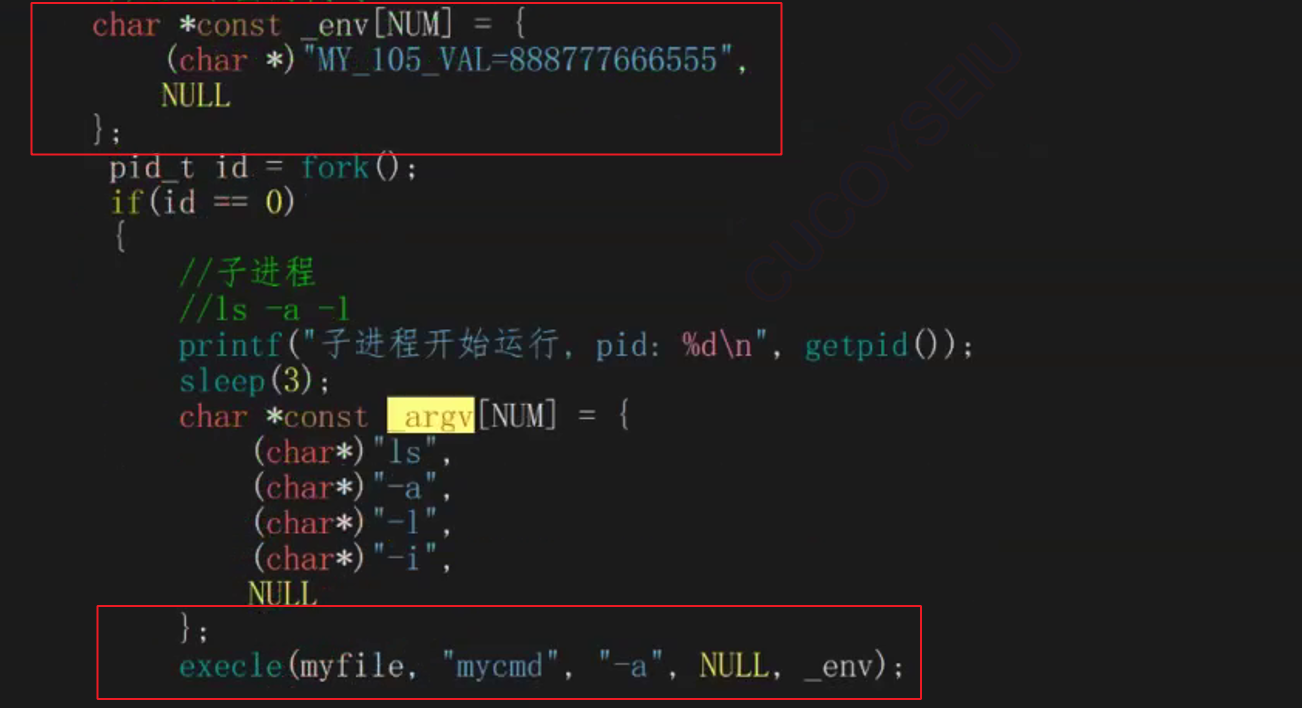 char *const _env[NUM] = {
(char *)"MY_105_VAL=888777666555",
NULL
};
pid_t id = fork();
if(id == 0)
{
//子进程
//ls -a -l
printf("子进程开始运行, pid: %d\n", getpid());
sleep(3);
char *const _argv[NUM] = {
(char*)"ls",
(char*)"-a",
(char*)"-l",
(char*)"-i",
NULL
};
execle(myfile, "mycmd", "-a", NULL, _env);
CUCOYSEIU